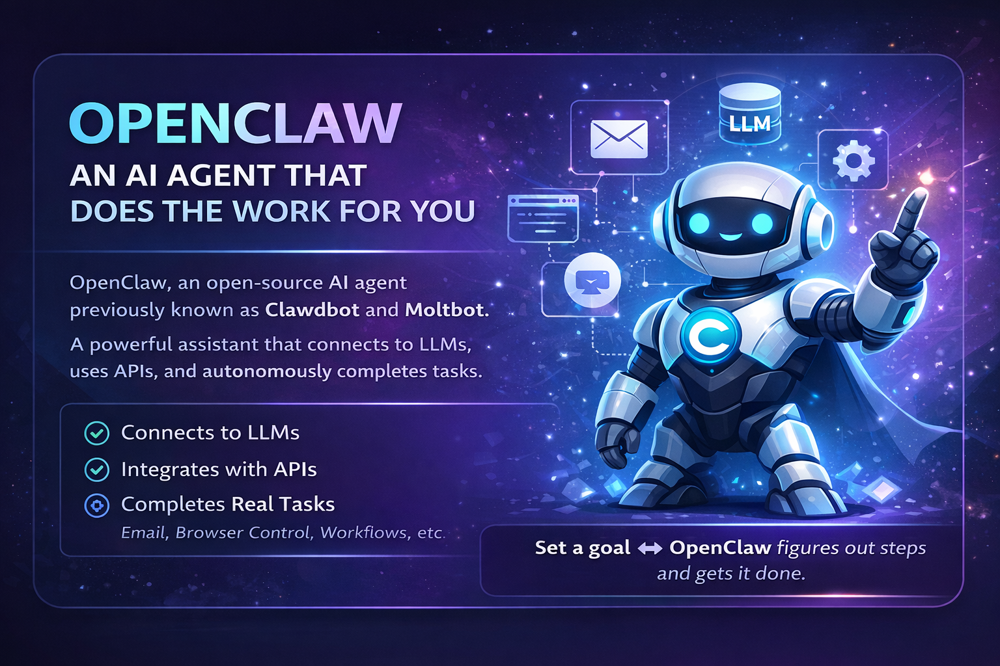 OPENCLAW
AN AI AGENT THAT
DOES THE WORK FOR YOU
OpenClaw, an open-source AI agent
previously known as Clawdbot and Moltbot.
A powerful assistant that connects to LLMs,
uses APIs, and autonomously completes tasks.
Connects to LLMs
Integrates with APIs
Completes Real Tasks
Email, Browser Control, Workflows, etc.
LLM
C
Set a goal ⬌ OpenClaw figures out steps
and gets it done.